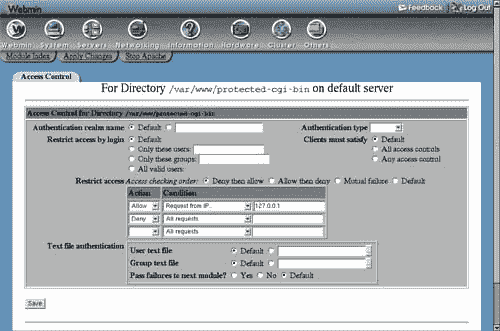 Webmin
Feedback Log Out
Webmin System Servers Networking Information Hardware Cluster Others
Module Index Apply Changes Stop Apache
Access Control
For Directory /var/www/protected-cgi-bin on default server
Access Control for Directory /var/www/protected-cgi-bin
Authentication realm name Default Authentication type
Restrict access by login Default Clients must satisfy Default
Only these users: All access controls
Only these groups: Any access control
All valid users:
Restrict access Access checking order: Deny then allow Allow then deny Mutual failure Default
Action Condition
Allow Request from IP.. 127.0.0.1
Deny All requests
All requests
Text file authentication
User text file Default
Group text file Default
Pass failures to next module? Yes No Default
Save